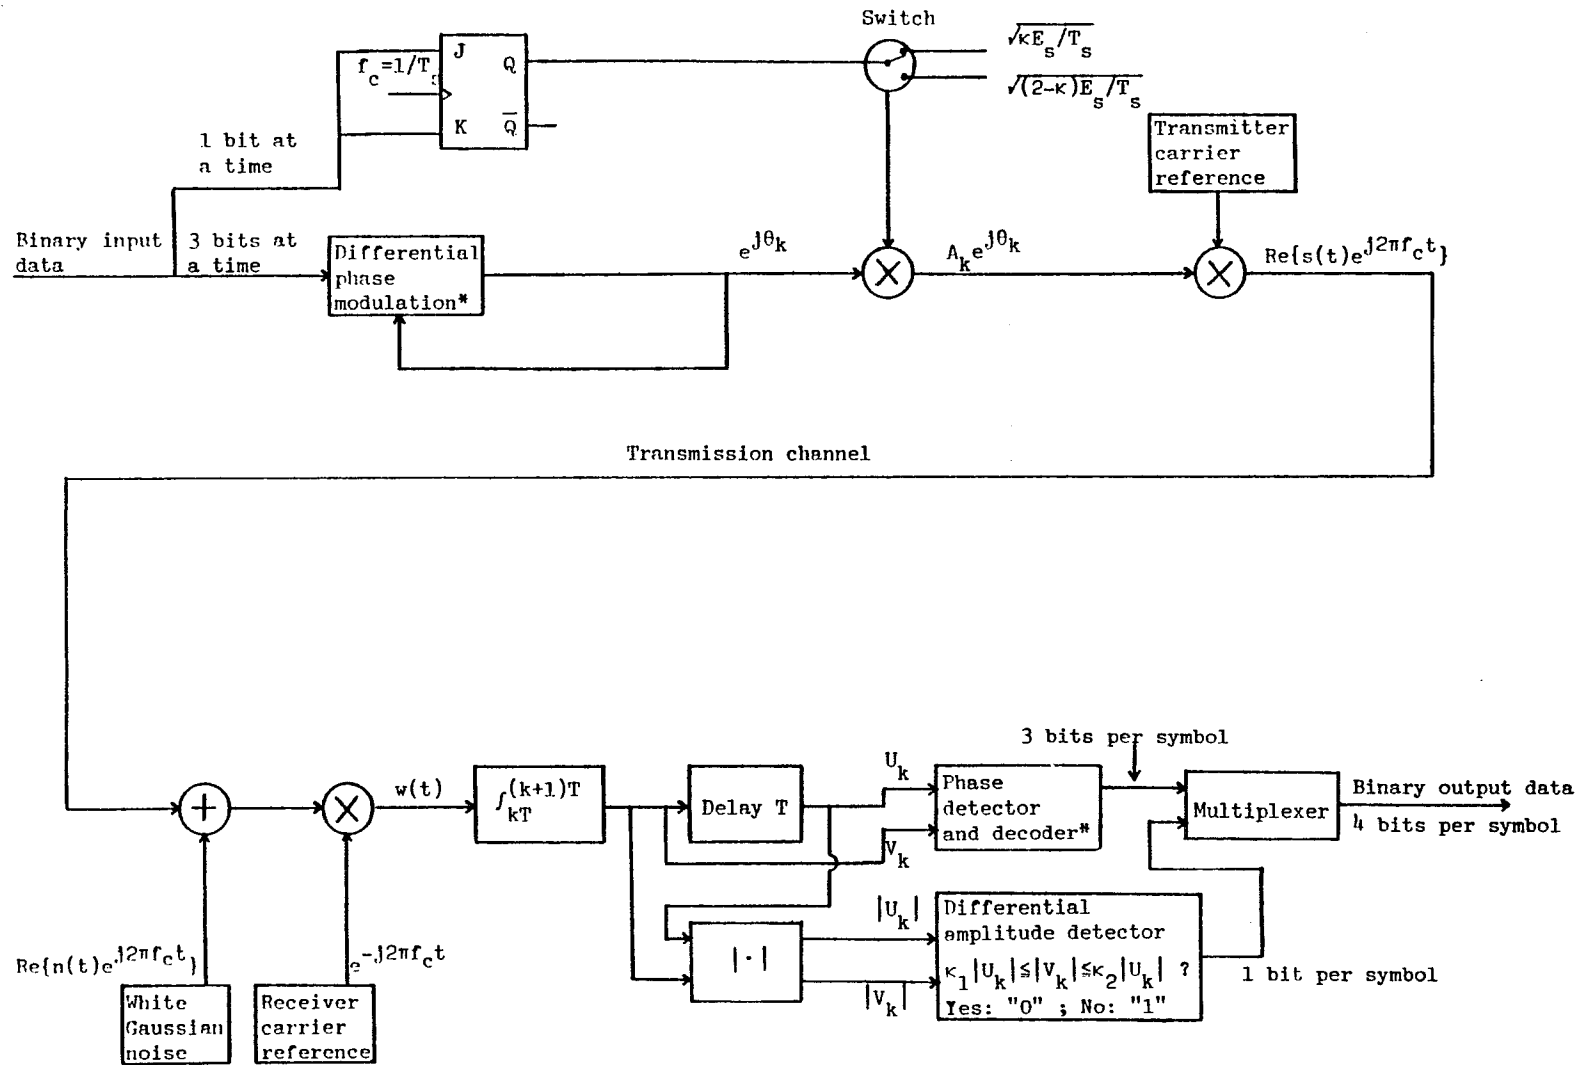 Switch
√κE_s/T_s
√(2-κ)E_s/T_s
J
Q
f_c=1/T_s
K
Q̅
1 bit at
a time
Transmitter
carrier
reference
Binary input
data
3 bits at
a time
Differential
phase
modulation*
e^{jθ_k}
A_k e^{jθ_k}
Re{s(t)e^{j2πf_ct}}
Transmission channel
3 bits per symbol
w(t)
∫_{kT}^{(k+1)T}
Delay T
U_k
V_k
Phase
detector
and decoder*
Multiplexer
Binary output data
4 bits per symbol
|·|
|U_k|
|V_k|
Differential
amplitude detector
κ_1|U_k|≦|V_k|≦κ_2|U_k| ?
Yes: "0" ; No: "1"
1 bit per symbol
Re{n(t)e^{j2πf_ct}}
e^{-j2πf_ct}
White
Gaussian
noise
Receiver
carrier
reference